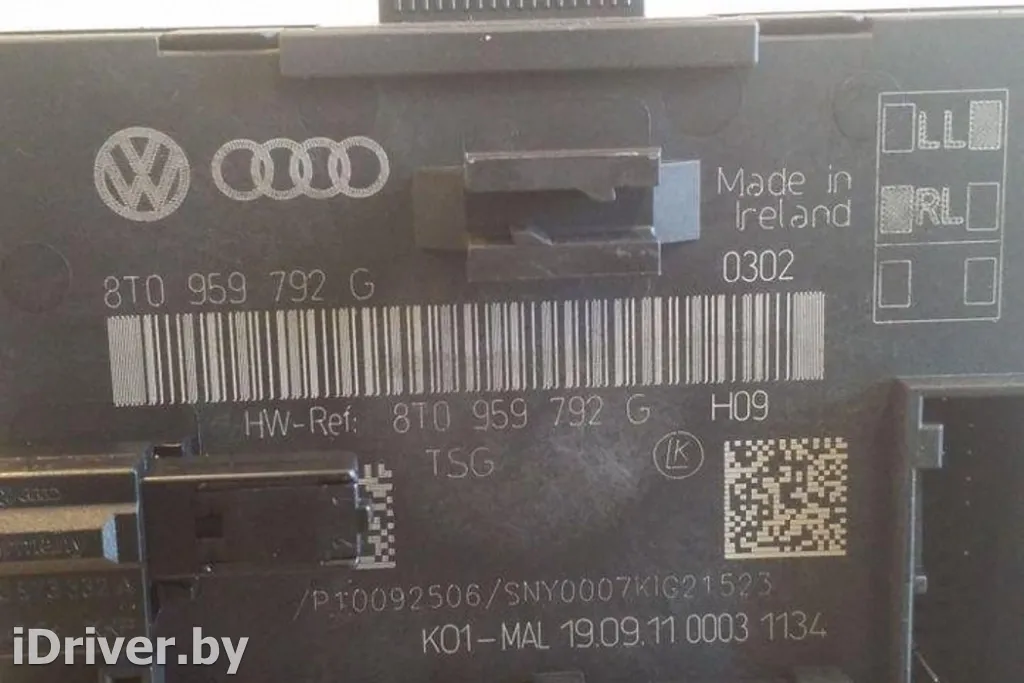 Made in
Ireland
LL
RL
8T0 959 792 G
0302
HW-Ref: 8T0 959 792 G H09
TSG
LK
/PT0092506/SNY0007KIG21523
K01-MAL 19.09.11 0003 1134
iDriver.by